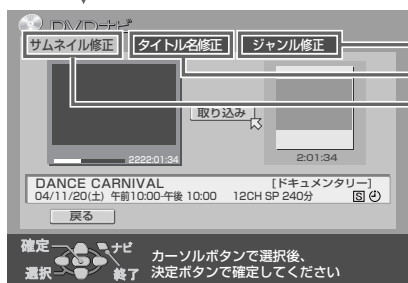 DVDナビ
サムネイル修正 タイトル名修正 ジャンル修正
取り込み
2222:01:34 2:01:34
DANCE CARNIVAL [ドキュメンタリー]
04/11/20(土) 午前10:00-午後 10:00 12CH SP 240分 S
戻る
確定 ナビ
選択 終了
カーソルボタンで選択後、
決定ボタンで確定してください